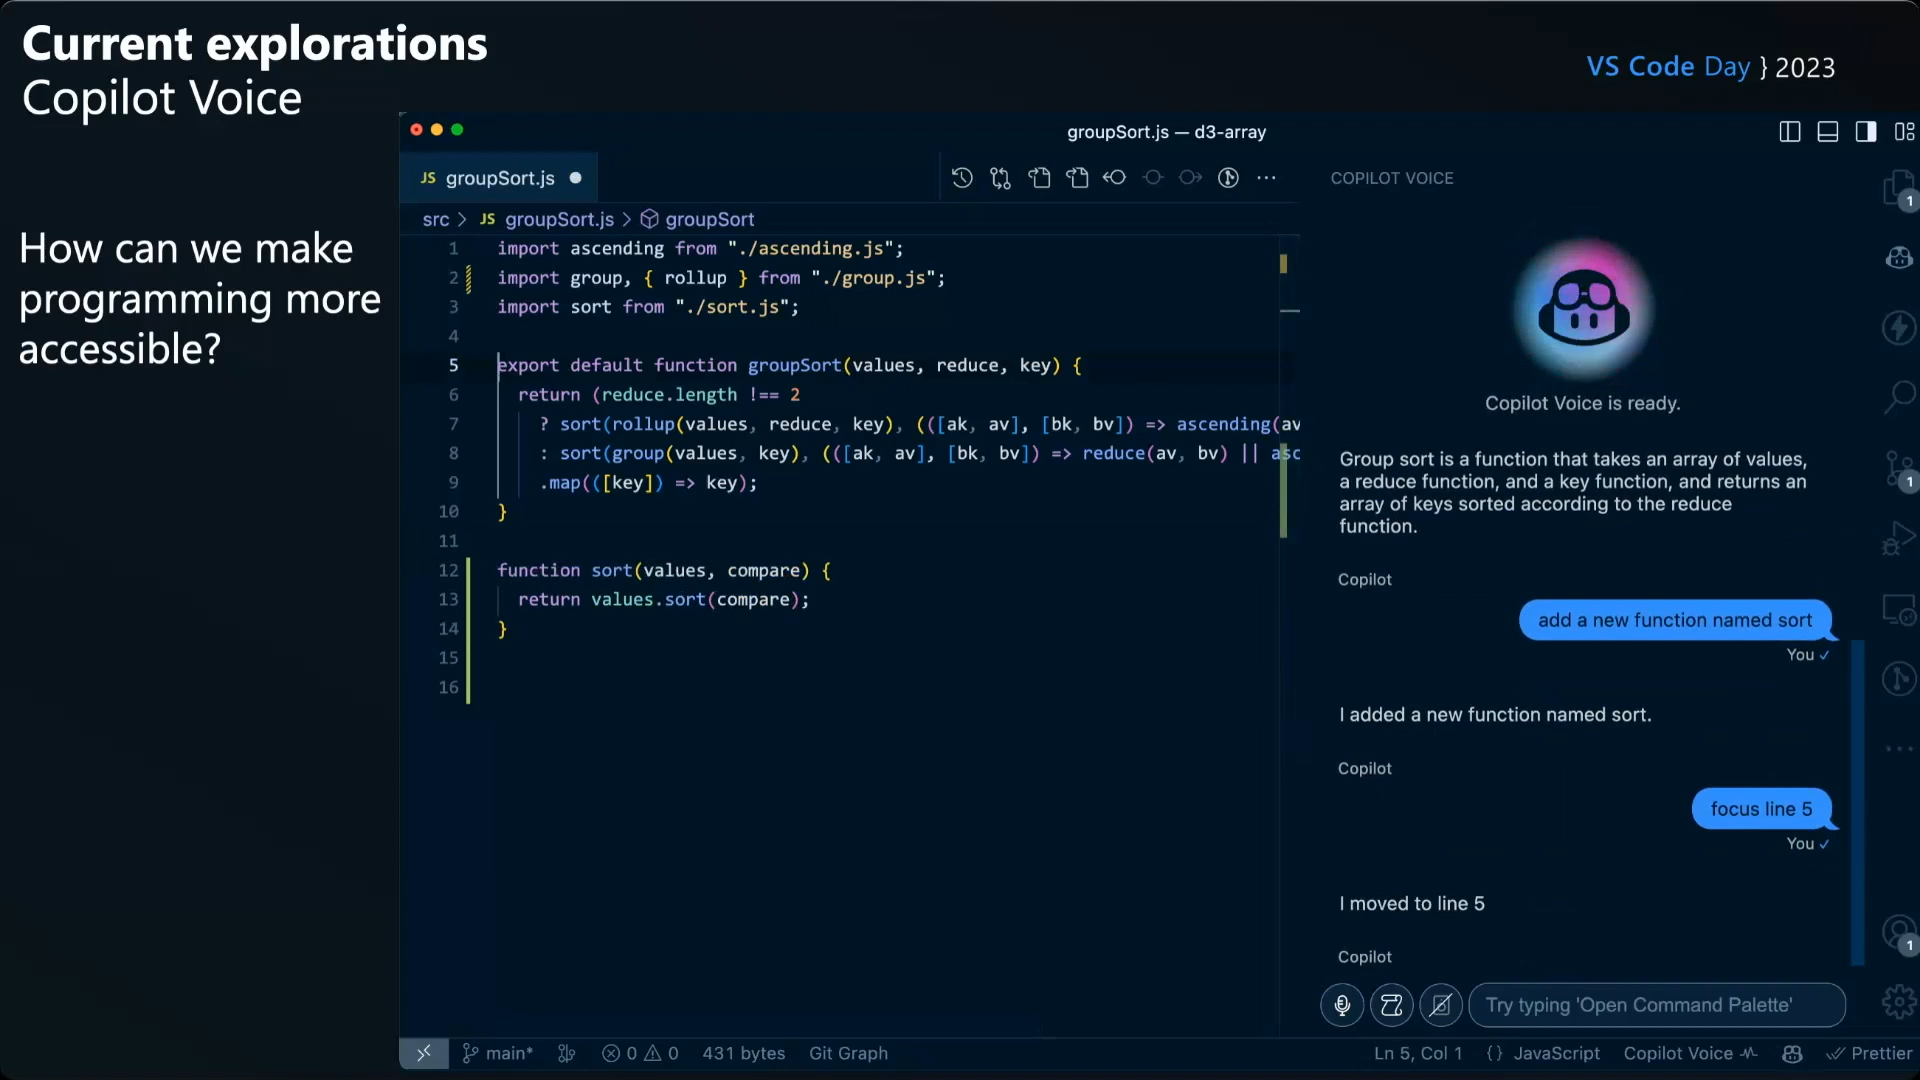 Current explorations
Copilot Voice
VS Code Day } 2023
How can we make
programming more
accessible?
groupSort.js — d3-array
JS groupSort.js
COPILOT VOICE
src > JS groupSort.js > groupSort
1 import ascending from "./ascending.js";
2 import group, { rollup } from "./group.js";
3 import sort from "./sort.js";
4
5 export default function groupSort(values, reduce, key) {
6 return (reduce.length !== 2
7 ? sort(rollup(values, reduce, key), (([ak, av], [bk, bv]) => ascending(av
8 : sort(group(values, key), (([ak, av], [bk, bv]) => reduce(av, bv) || asc
9 .map(([key]) => key);
10 }
11
12 function sort(values, compare) {
13 return values.sort(compare);
14 }
15
16
Copilot Voice is ready.
Group sort is a function that takes an array of values,
a reduce function, and a key function, and returns an
array of keys sorted according to the reduce
function.
Copilot
add a new function named sort
You ✓
I added a new function named sort.
Copilot
focus line 5
You ✓
I moved to line 5
Copilot
Try typing 'Open Command Palette'
1
1
1
main* 0 0 431 bytes Git Graph
Ln 5, Col 1 {} JavaScript Copilot Voice Prettier